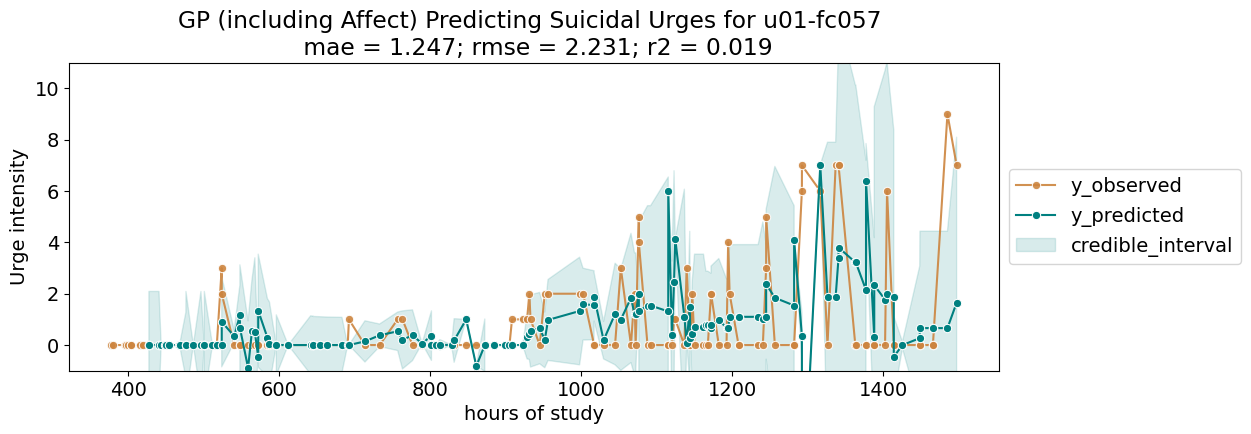 GP (including Affect) Predicting Suicidal Urges for u01-fc057
mae = 1.247; rmse = 2.231; r2 = 0.019
Urge intensity
10
8
6
4
2
0
400 600 800 1000 1200 1400
hours of study
y_observed
y_predicted
credible_interval